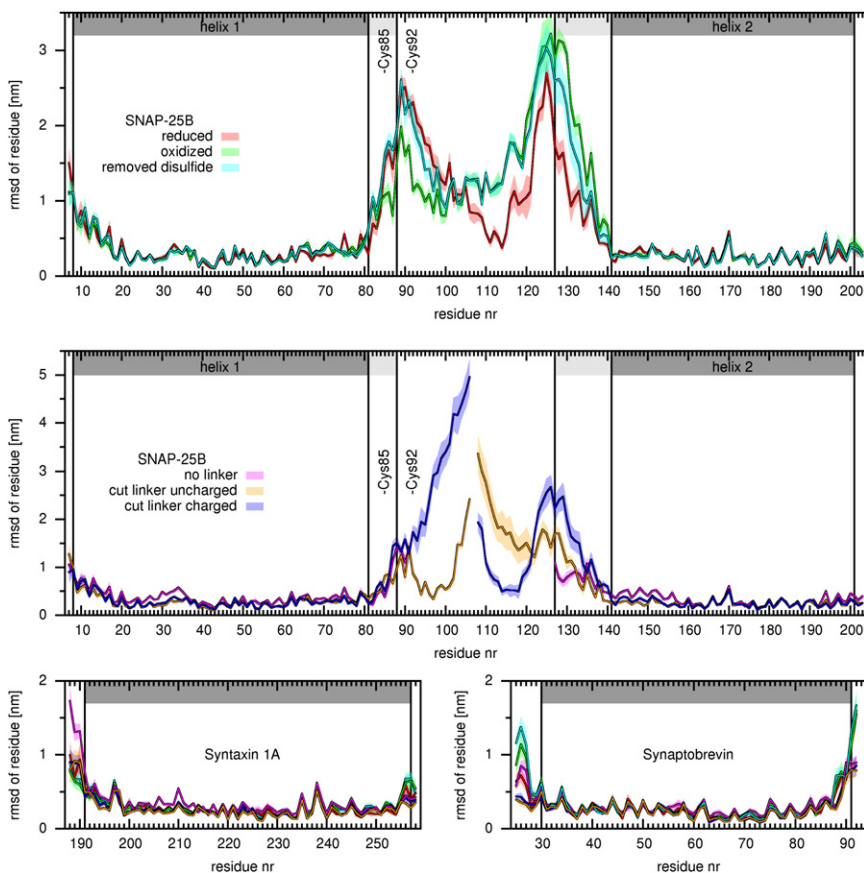 helix 1
helix 2
-Cys85
-Cys92
3
2
1
0
rmsd of residue [nm]
SNAP-25B
reduced
oxidized
removed disulfide
10 20 30 40 50 60 70 80 90 100 110 120 130 140 150 160 170 180 190 200
residue nr
helix 1
helix 2
-Cys85
-Cys92
5
4
3
2
1
0
rmsd of residue [nm]
SNAP-25B
no linker
cut linker uncharged
cut linker charged
10 20 30 40 50 60 70 80 90 100 110 120 130 140 150 160 170 180 190 200
residue nr
2
1
0
rmsd of residue [nm]
Syntaxin 1A
190 200 210 220 230 240 250
residue nr
2
1
0
rmsd of residue [nm]
Synaptobrevin
30 40 50 60 70 80 90
residue nr